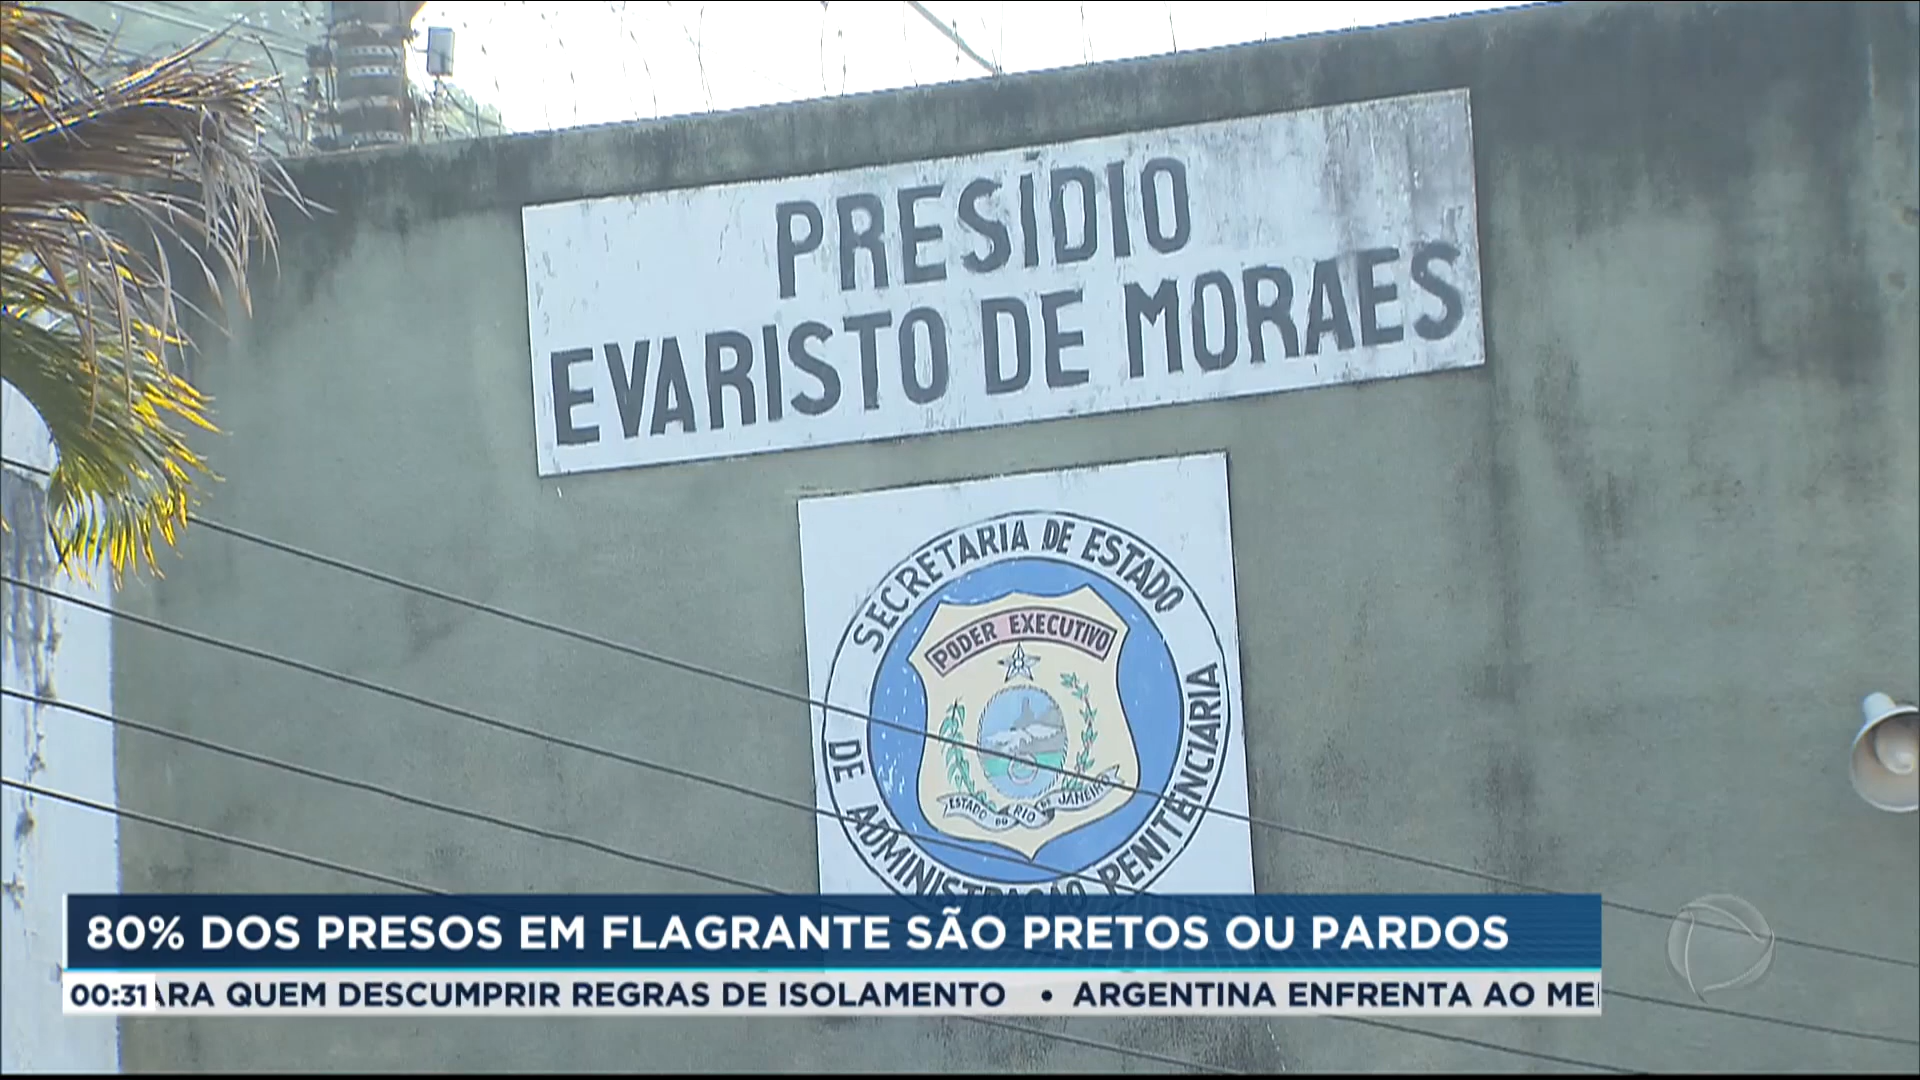 PRESÍDIO
EVARISTO DE MORAES
SECRETARIA DE ESTADO
DE ADMINISTRAÇÃO PENITENCIARIA
PODER EXECUTIVO
ESTADO DO RIO DE JANEIRO
80% DOS PRESOS EM FLAGRANTE SÃO PRETOS OU PARDOS
00:31 ARA QUEM DESCUMPRIR REGRAS DE ISOLAMENTO • ARGENTINA ENFRENTA AO ME